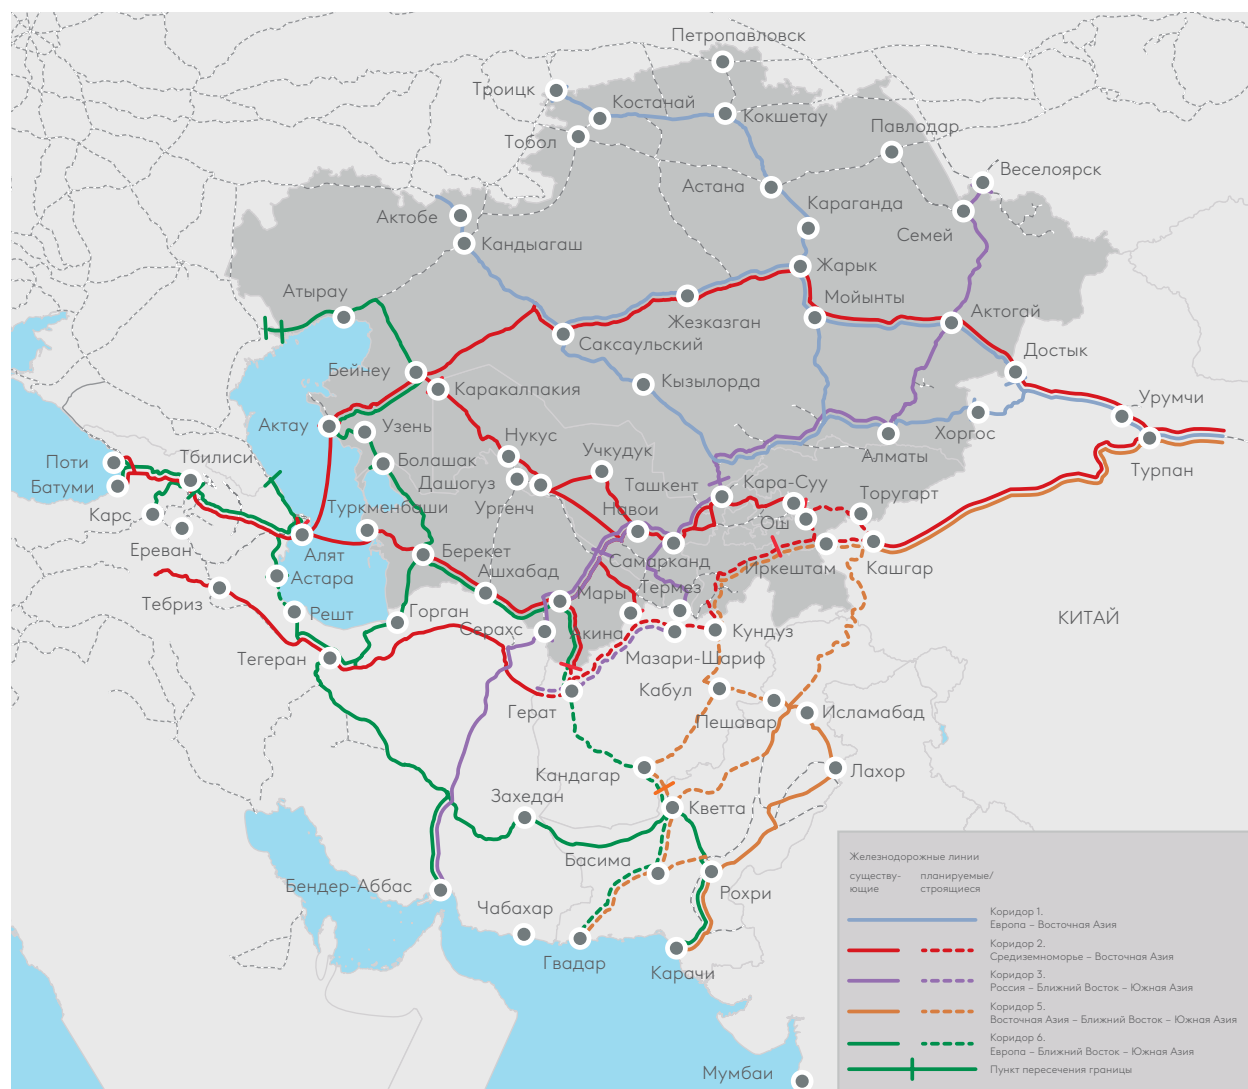 Петропавловск
Троицк
Костанай
Кокшетау
Тобол
Павлодар
Веселоярск
Астана
Караганда
Актобе
Семей
Кандыагаш
Жарык
Атырау
Мойынты
Жезказган
Актогай
Саксаульский
Достык
Бейнеу
Кызылорда
Каракалпакия
Урумчи
Актау
Узень
Хоргос
Нукус
Алматы
Турпан
Тбилиси
Поти
Болашак
Учкудук
Дашогуз
Ташкент
Кара-Суу
Батуми
Торугарт
Туркменбаши
Ургенч
Навои
Карс
Ош
Ереван
Алят
Берекет
Самарканд
Иркештам
Кашгар
Астара
Ашхабад
Мары
Термез
Тебриз
Решт
Горган
КИТАЙ
Серахс
Акина
Кундуз
Тегеран
Мазари-Шариф
Кабул
Герат
Пешавар
Исламабад
Кандагар
Лахор
Захедан
Кветта
Басима
Бендер-Аббас
Рохри
Чабахар
Гвадар
Карачи
Мумбаи
Железнодорожные линии
существу-
ющие
планируемые/
строящиеся
Коридор 1.
Европа – Восточная Азия
Коридор 2.
Средиземноморье – Восточная Азия
Коридор 3.
Россия – Ближний Восток – Южная Азия
Коридор 5.
Восточная Азия – Ближний Восток – Южная Азия
Коридор 6.
Европа – Ближний Восток – Южная Азия
Пункт пересечения границы